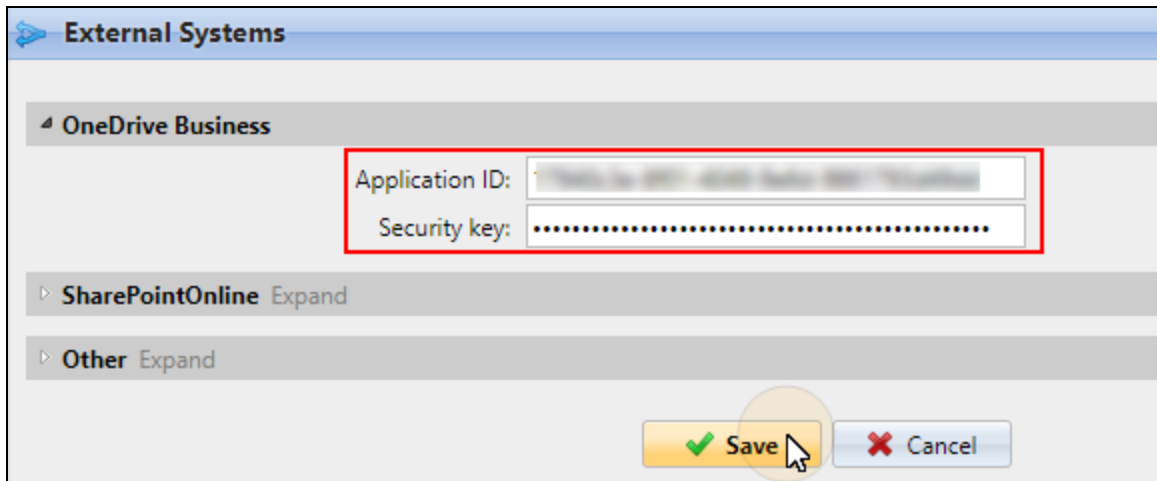 External Systems
OneDrive Business
Application ID:
Security key: •••••••••••••••••••••••••••••••••••••••••••••••
SharePointOnline Expand
Other Expand
Save Cancel